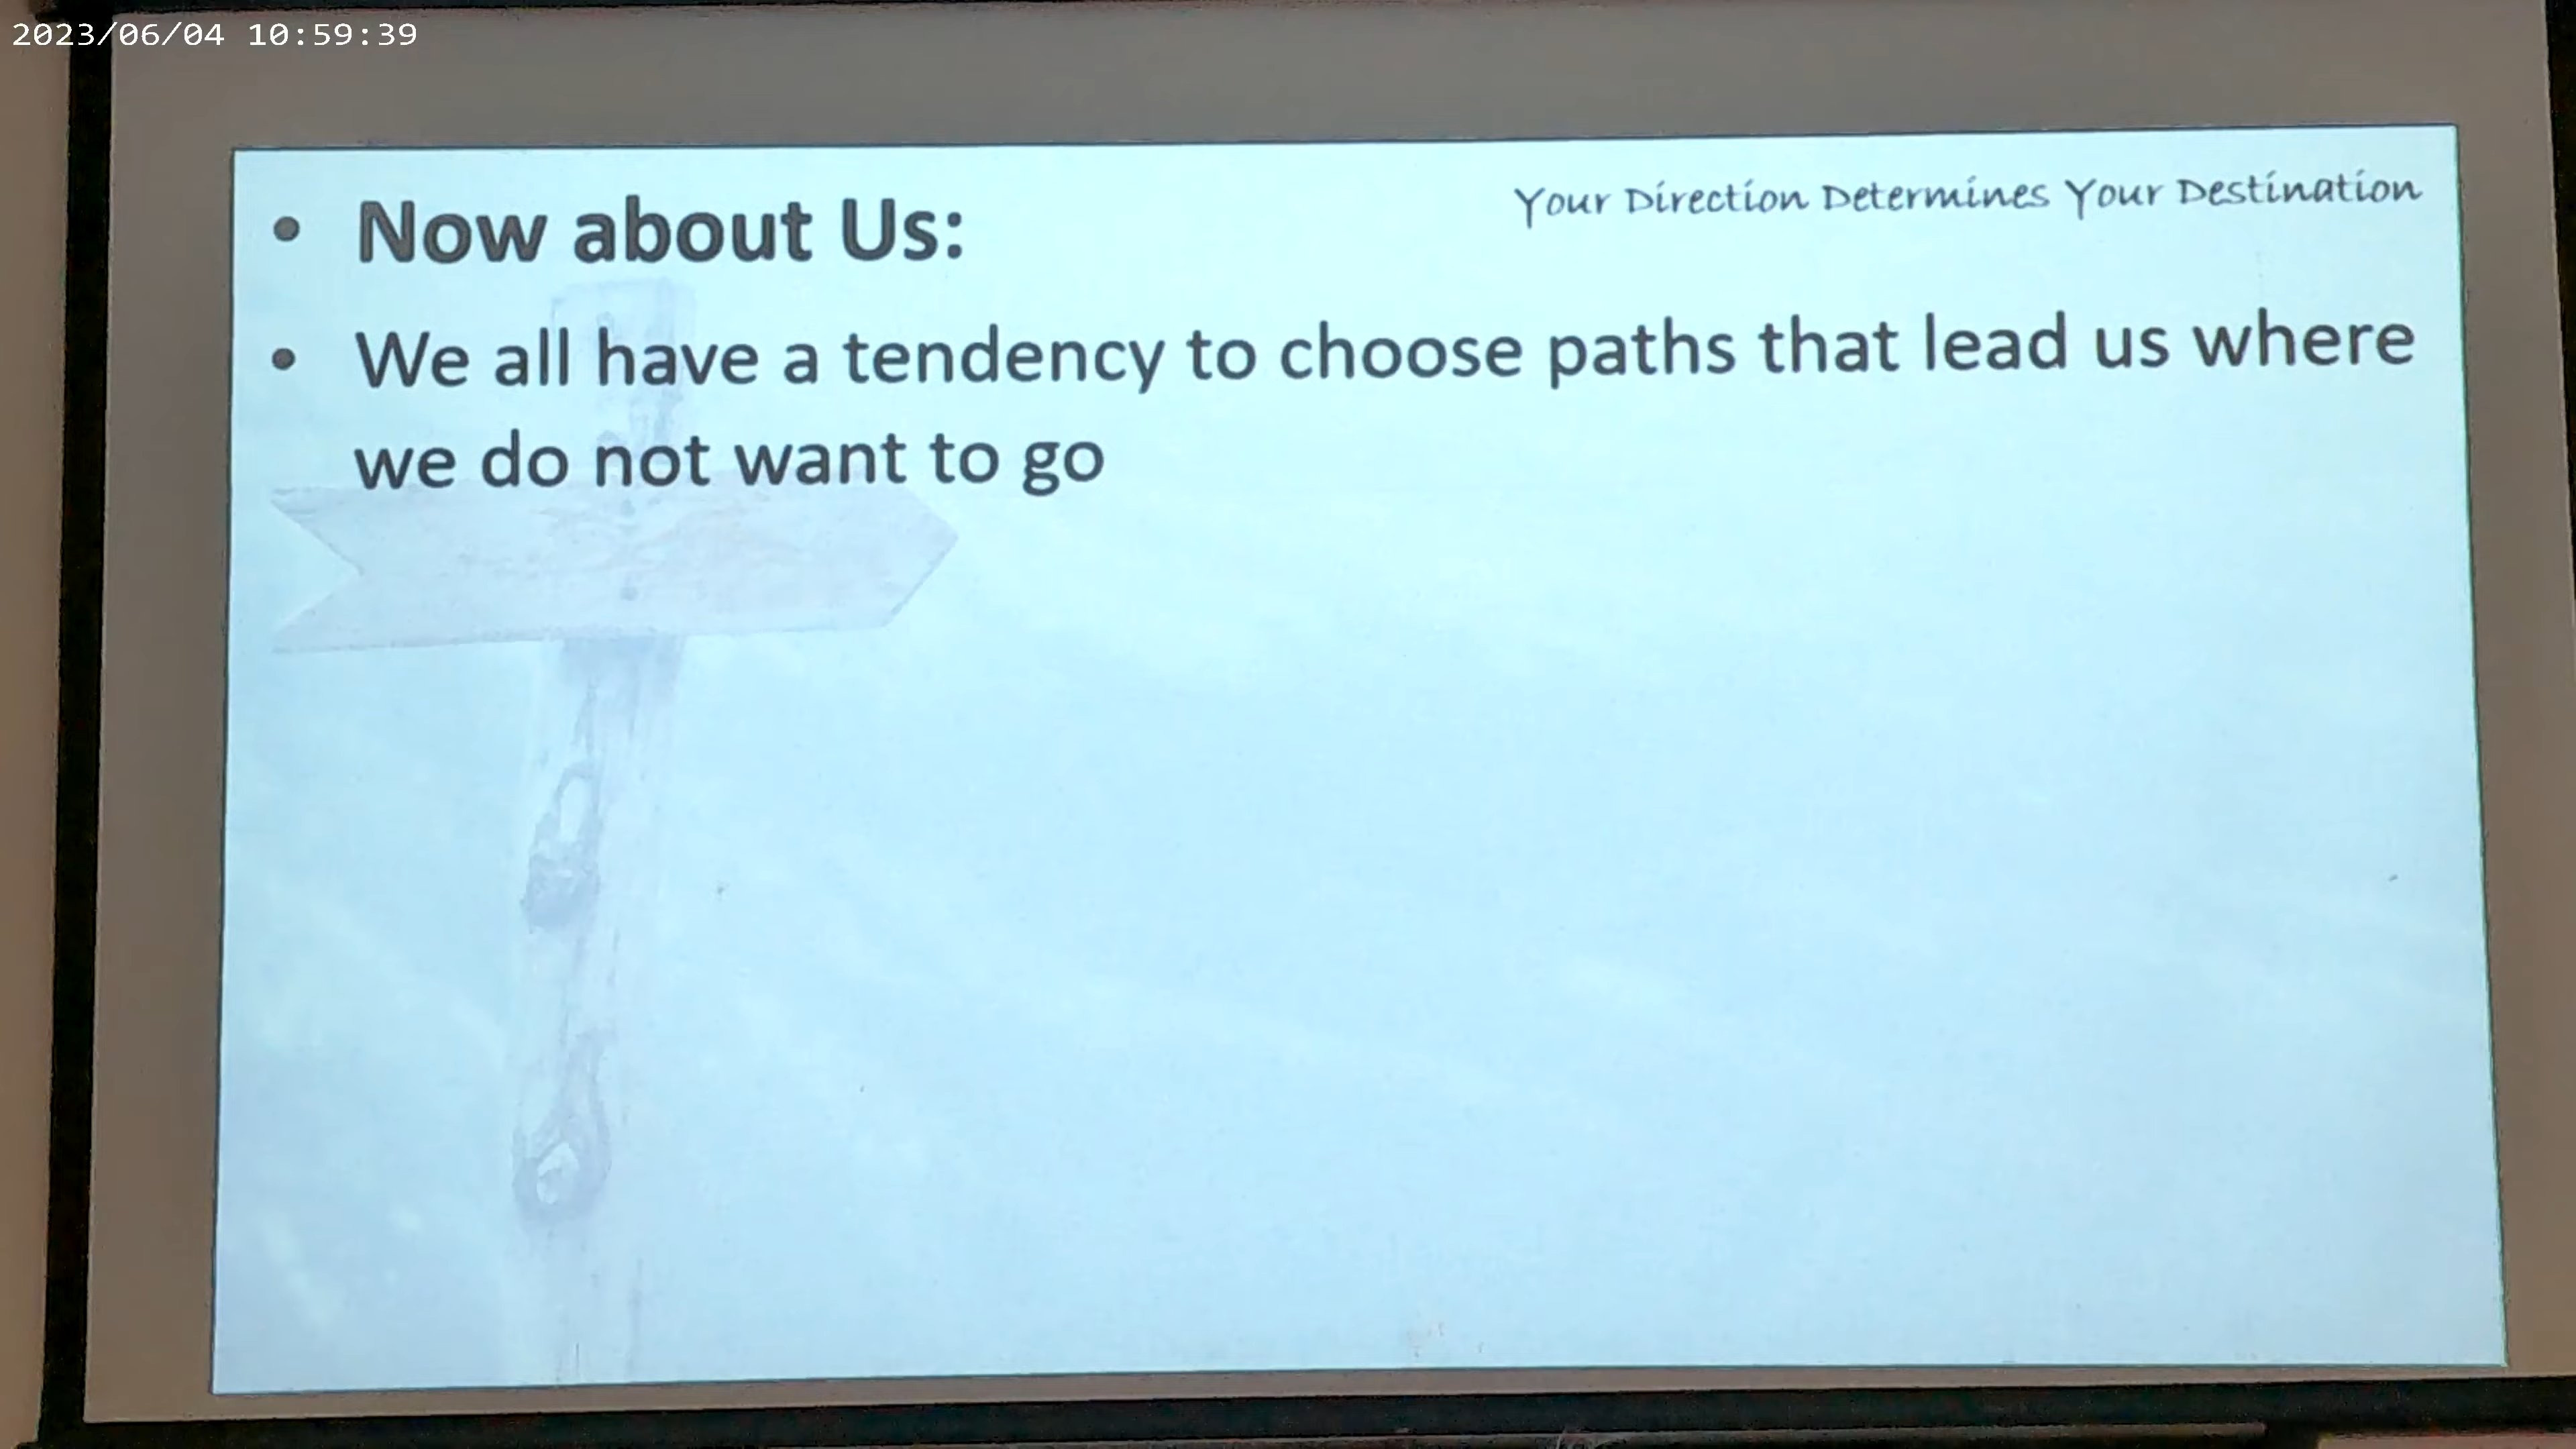 2023/06/04 10:59:39
Your Direction Determines Your Destination
• Now about Us:
• We all have a tendency to choose paths that lead us where
we do not want to go